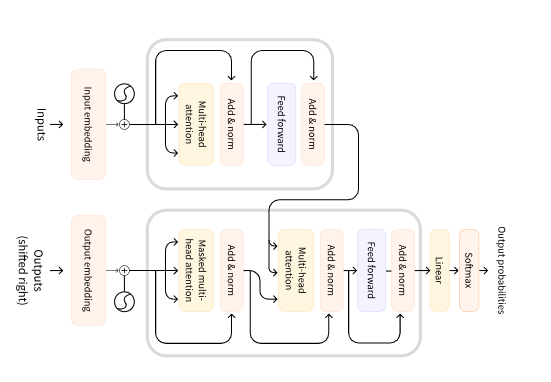 Inputs
Input embedding
Multi-head
attention
Add & norm
Feed forward
Add & norm
Outputs
(shifted right)
Output embedding
Masked multi-
head attention
Add & norm
Multi-head
attention
Add & norm
Feed forward
Add & norm
Linear
Softmax
Output probabilities